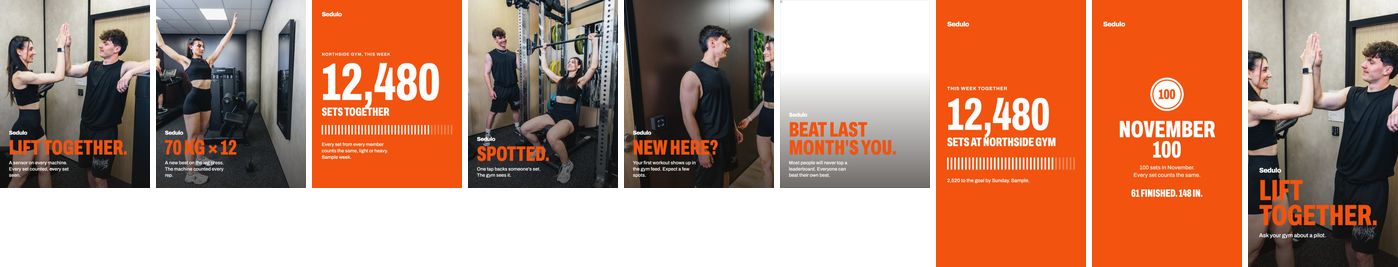 Sedulo
LIFT TOGETHER.
A sensor on every machine.
Every set counted, every set
seen.
Sedulo
70 KG × 12
A new best on the leg press.
The machine counted every
rep.
Sedulo
NORTHSIDE GYM, THIS WEEK
12,480
SETS TOGETHER
Every set from every member
counts the same, light or heavy.
Sample week.
Sedulo
SPOTTED.
One tap backs someone's set.
The gym sees it.
Sedulo
NEW HERE?
Your first workout shows up in
the gym feed. Expect a few
spots.
Sedulo
BEAT LAST
MONTH'S YOU.
Most people will never top a
leaderboard. Everyone can
beat their own best.
Sedulo
THIS WEEK TOGETHER
12,480
SETS AT NORTHSIDE GYM
2,520 to the goal by Sunday. Sample.
Sedulo
100
NOVEMBER
100
100 sets in November.
Every set counts the same.
61 FINISHED. 148 IN.
Sedulo
LIFT
TOGETHER.
Ask your gym about a pilot.